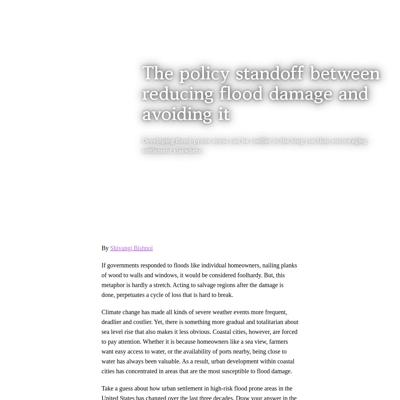 The policy standoff between
reducing flood damage and
avoiding it
Developing flood-prone areas can be
By Shivangi Bishnoi
If governments responded to floods like individual homeowners, nailing planks
of wood to walls and windows, it would be considered foolhardy. But, this
metaphor is hardly a stretch. Acting to salvage regions after the damage is
done, perpetuates a cycle of loss that is hard to break.
Climate change has made all kinds of severe weather events more frequent,
deadlier and costlier. Yet, there is something more gradual and totalitarian about
sea level rise that also makes it less obvious. Coastal cities, however, are forced
to pay attention. Whether it is because homeowners like a sea view, farmers
want easy access to water, or the availability of ports nearby, being close to
water has always been valuable. As a result, urban development within coastal
cities has concentrated in areas that are the most susceptible to flood damage.
Take a guess about how urban settlement in high-risk flood prone areas in the
United States has changed over the last three decades. Draw your answer in the